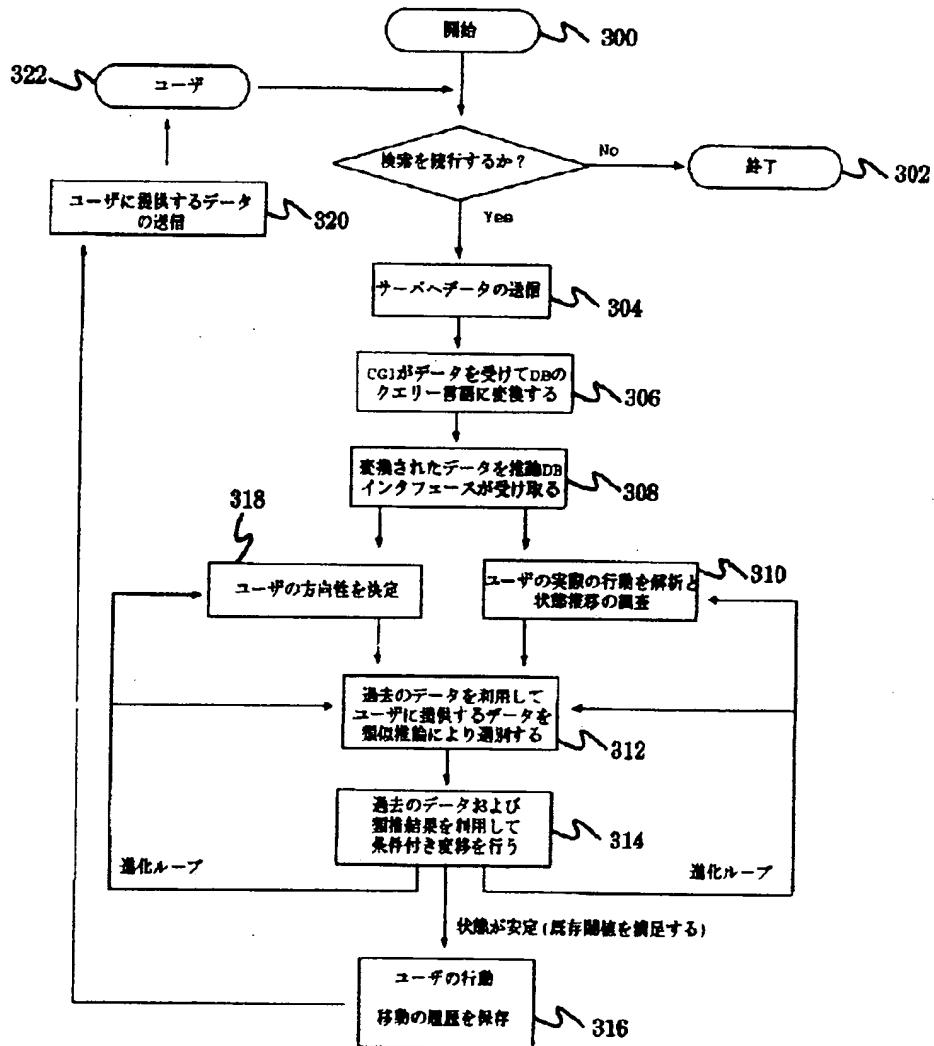 開始
300
322
ユーザ
検索を続行するか？
No
終了
302
ユーザに提供するデータ
の送信
320
Yes
サーバへデータの送信
304
CGIがデータを受けてDBの
クエリー言語に変換する
306
変換されたデータを推論DB
インタフェースが受け取る
308
318
ユーザの方向性を決定
ユーザの実際の行動を解析と
状態推移の調査
310
過去のデータを利用して
ユーザに提供するデータを
類似推論により選別する
312
過去のデータおよび
類推結果を利用して
条件付き変移を行う
314
進化ループ
進化ループ
状態が安定(既存閾値を満足する)
ユーザの行動
移動の履歴を保存
316